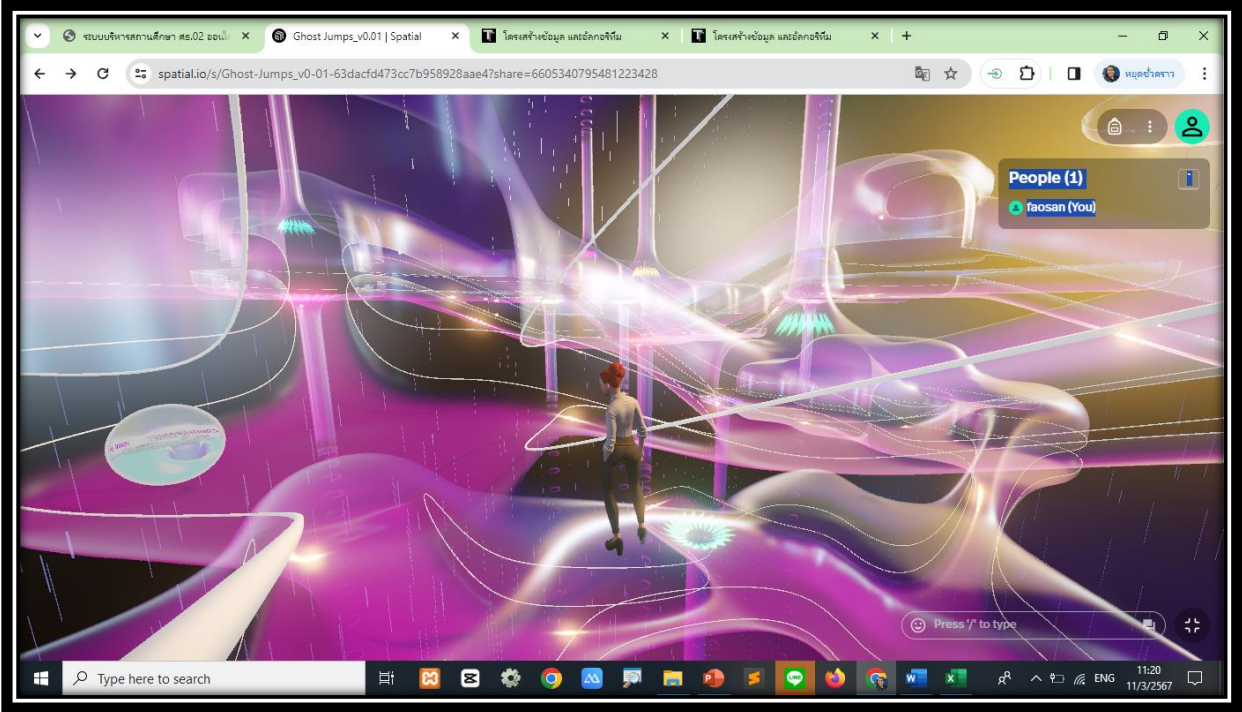 ระบบบริหารสถานศึกษา ศธ.02 ออนไ
Ghost Jumps_v0.01 | Spatial
โครงสร้างข้อมูล และอัลกอริทึม
โครงสร้างข้อมูล และอัลกอริทึม
spatial.io/s/Ghost-Jumps_v0-01-63dacfd473cc7b958928aae4?share=6605340795481223428
หยุดชั่วคราว
People (1)
faosan (You)
Press '/' to type
Type here to search
ENG
11:20
11/3/2567